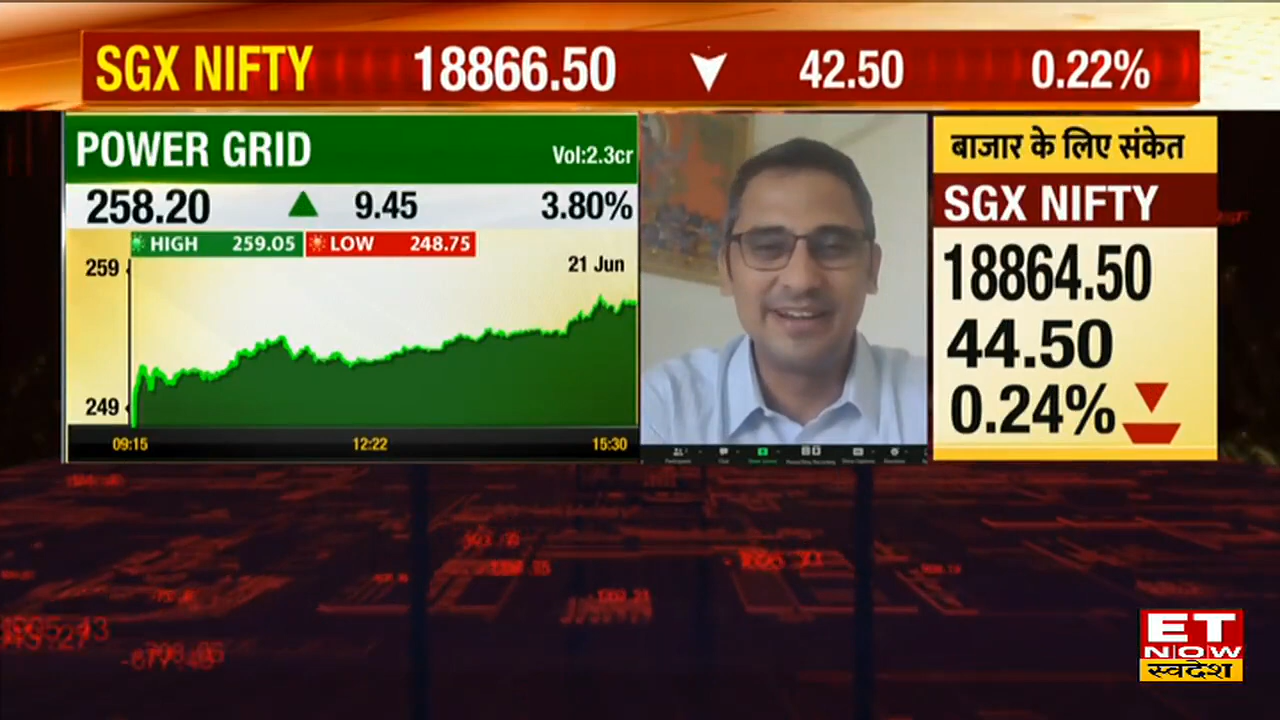 SGX NIFTY 18866.50 42.50 0.22%
POWER GRID Vol:2.3cr
258.20 9.45 3.80%
HIGH 259.05 LOW 248.75
21 Jun
259
249
09:15 12:22 15:30
बाजार के लिए संकेत
SGX NIFTY
18864.50
44.50
0.24%
ET
NOW
स्वदेश